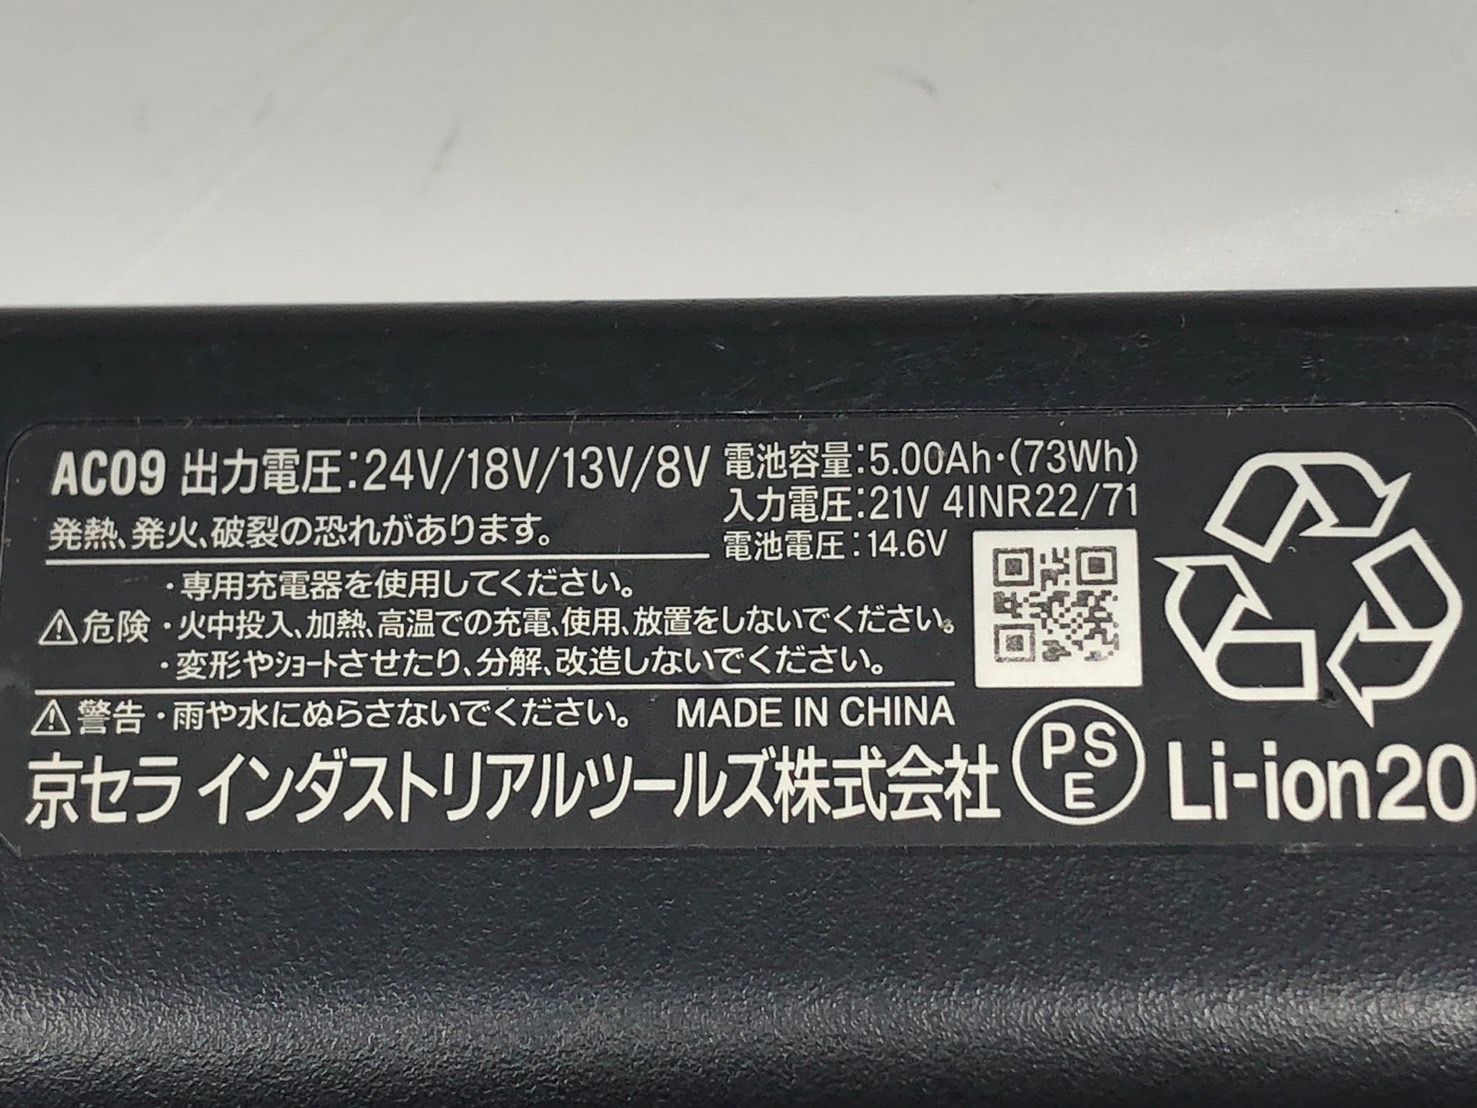 AC09 出力電圧:24V/18V/13V/8V
発熱、発火、破裂の恐れがあります。
電池容量:5.00Ah・(73Wh)
入力電圧:21V 4INR22/71
電池電圧:14.6V
・専用充電器を使用してください。
⚠危険・火中投入、加熱、高温での充電、使用、放置をしないでください。
・変形やｼｮｰﾄさせたり、分解、改造しないでください。
⚠警告・雨や水にぬらさないでください。 MADE IN CHINA
京セラ インダストリアルツールズ株式会社
PSE
Li-ion20